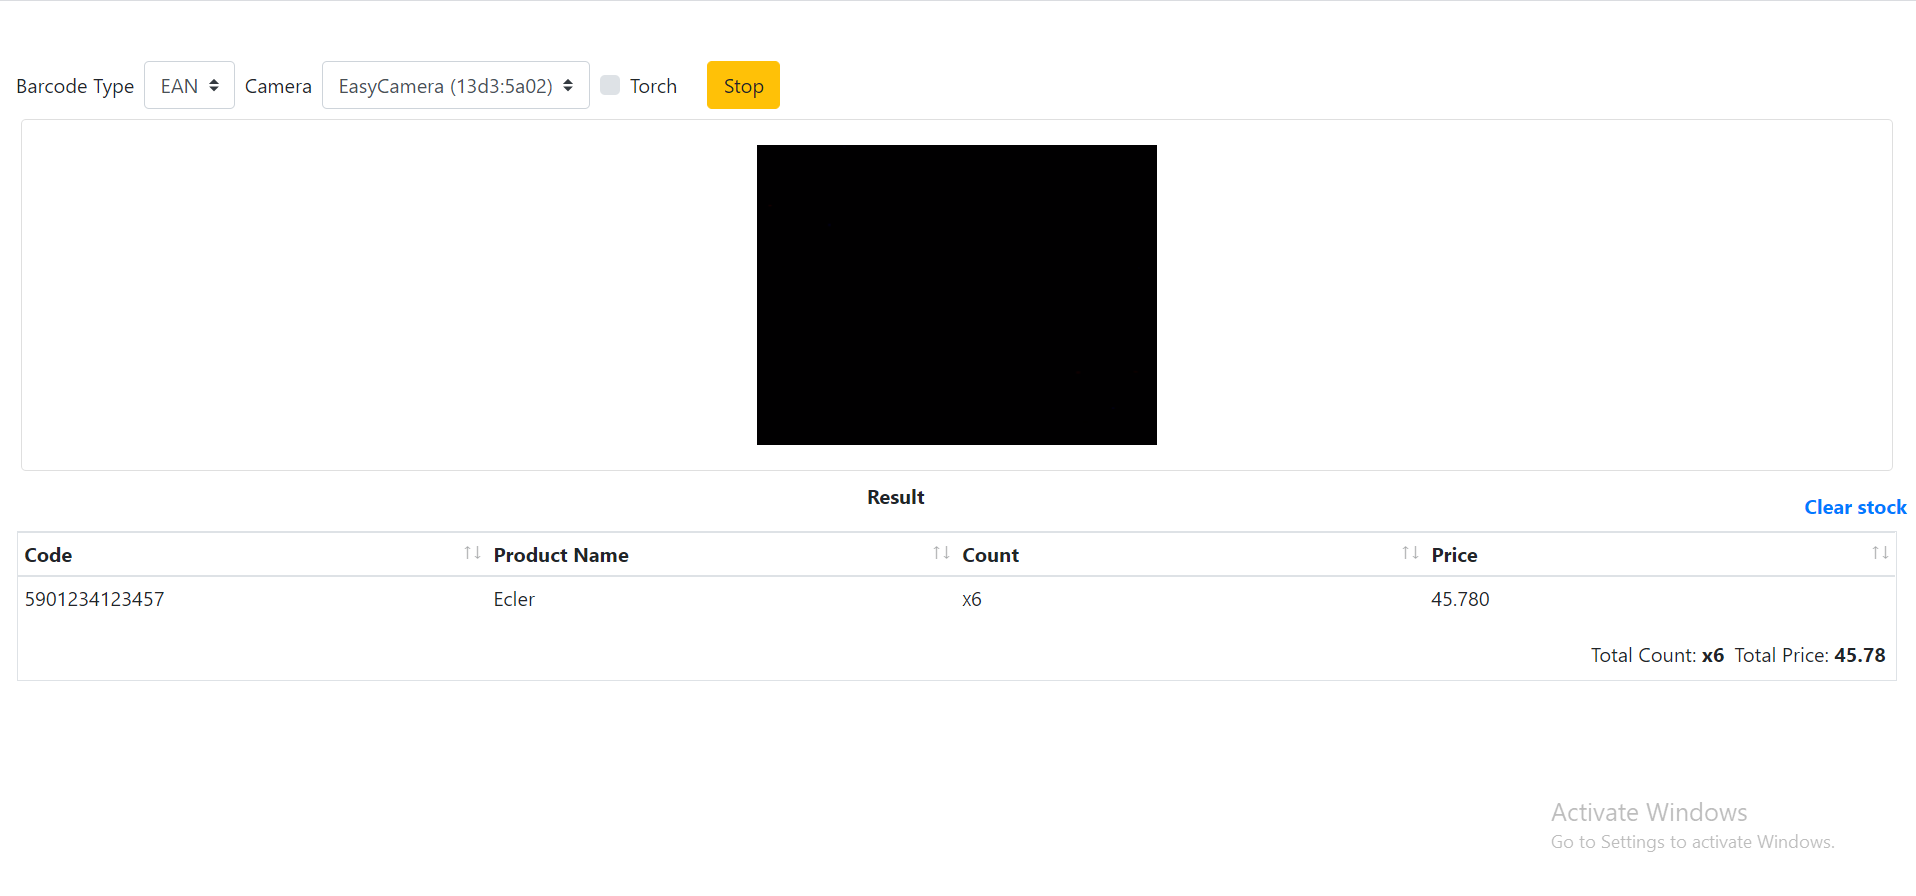 Barcode Type EAN Camera EasyCamera (13d3:5a02) Torch Stop
Result
Clear stock
Code Product Name Count Price
5901234123457 Ecler x6 45.780
Total Count: x6 Total Price: 45.78
Activate Windows
Go to Settings to activate Windows.